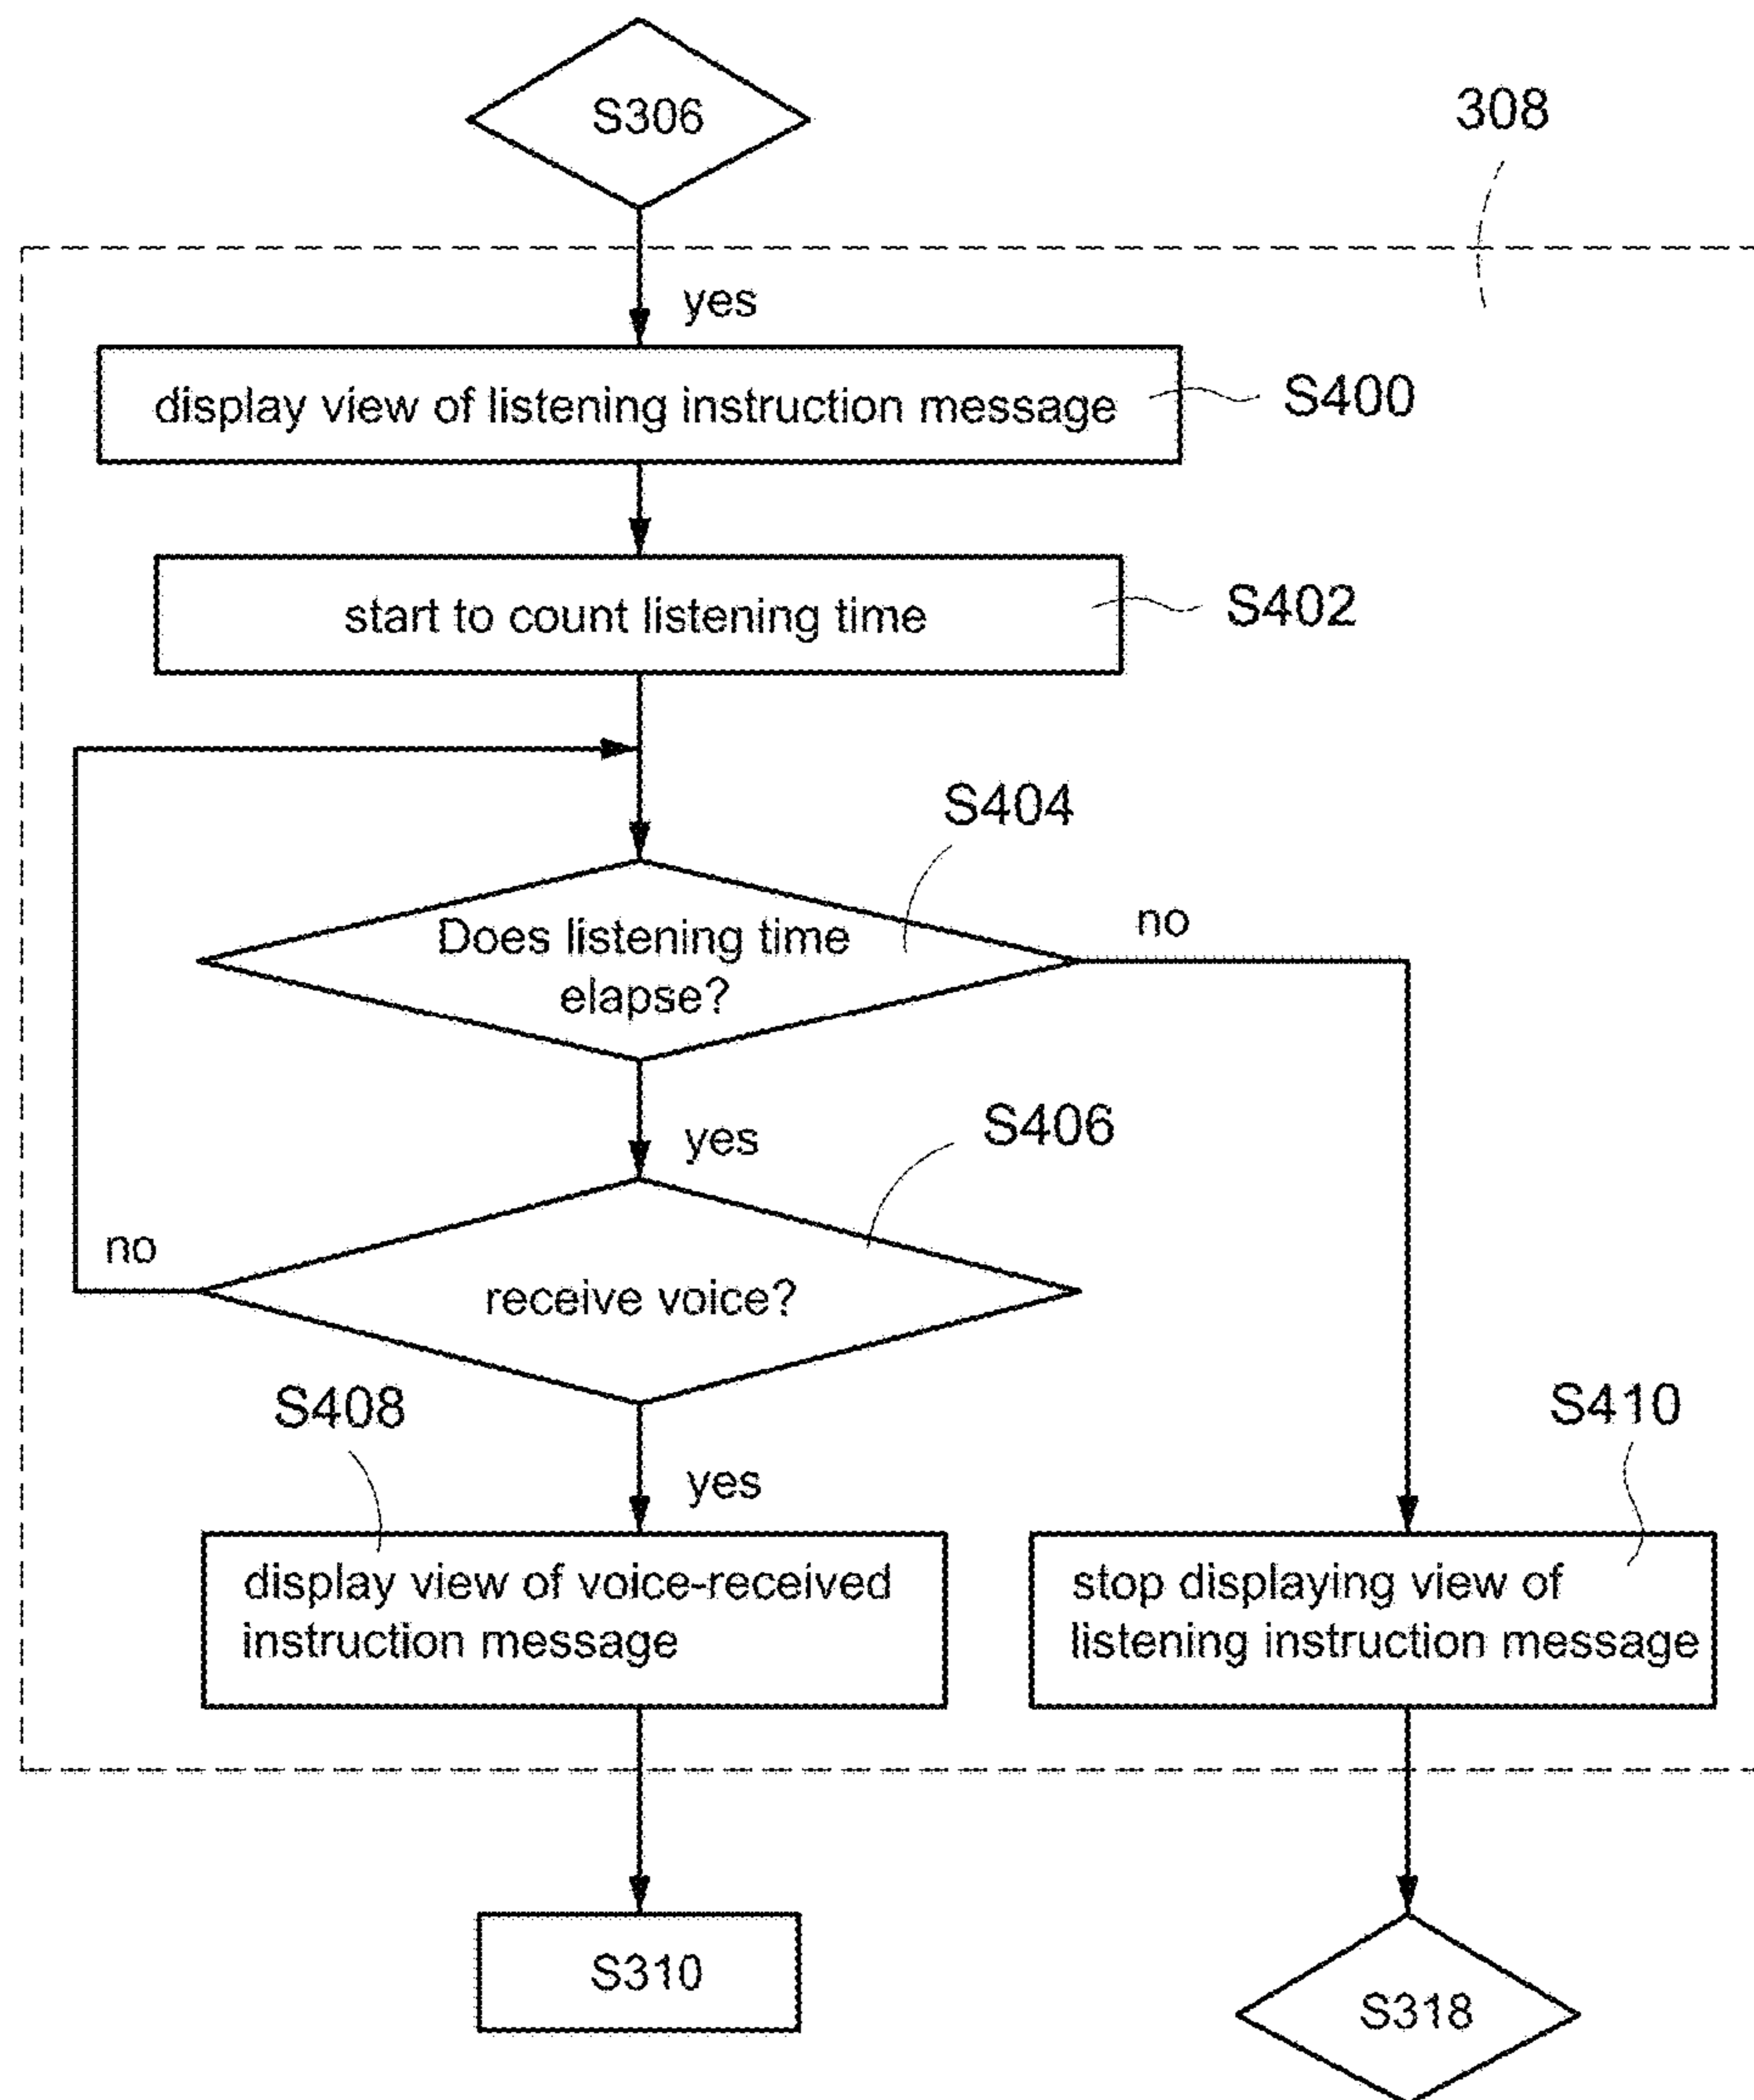 S306
308
yes
display view of listening instruction message
S400
start to count listening time
S402
S404
Does listening time
elapse?
no
yes
S406
no
receive voice?
S408
yes
S410
display view of voice-received
instruction message
stop displaying view of
listening instruction message
S310
S318